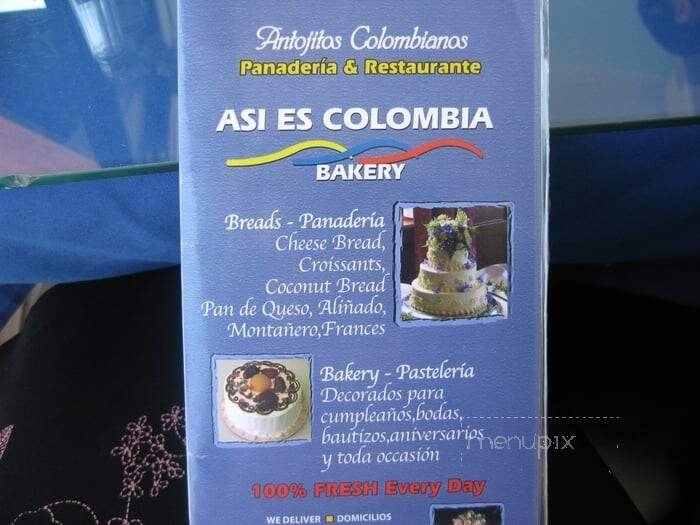 Antojitos Colombianos
Panadería & Restaurante
ASI ES COLOMBIA
BAKERY
Breads - Panadería
Cheese Bread,
Croissants,
Coconut Bread
Pan de Queso, Aliñado,
Montañero,Frances
Bakery - Pastelería
Decorados para
cumpleaños,bodas,
bautizos,aniversarios
y toda occasión
menupix
100% FRESH Every Day
WE DELIVER ■ DOMICILIOS